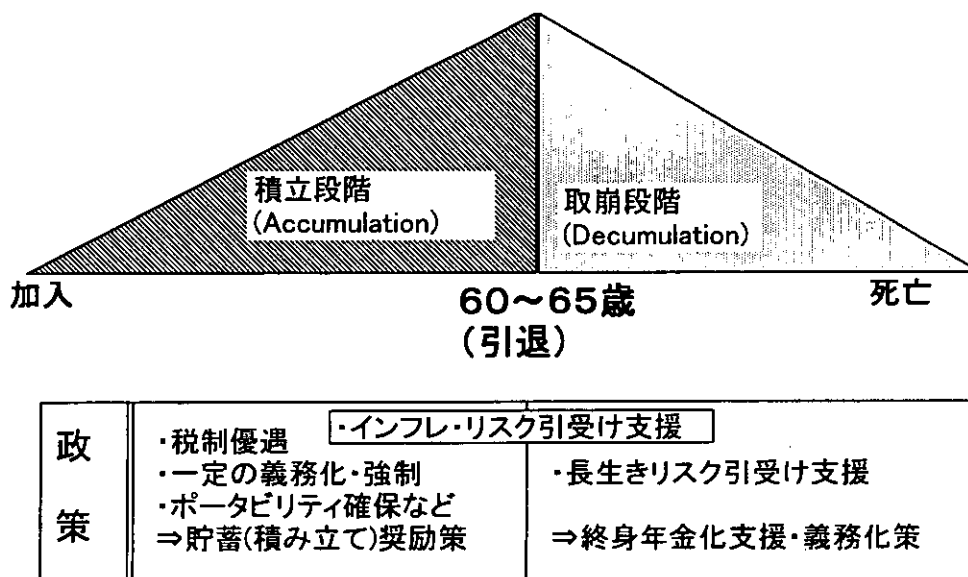 積立段階
(Accumulation)
取崩段階
(Decumulation)
加入
60～65歳
(引退)
死亡
政策
・インフレ・リスク引受け支援
・税制優遇
・一定の義務化・強制
・ポータビリティ確保など
⇒貯蓄(積み立て)奨励策
・長生きリスク引受け支援
⇒終身年金化支援・義務化策